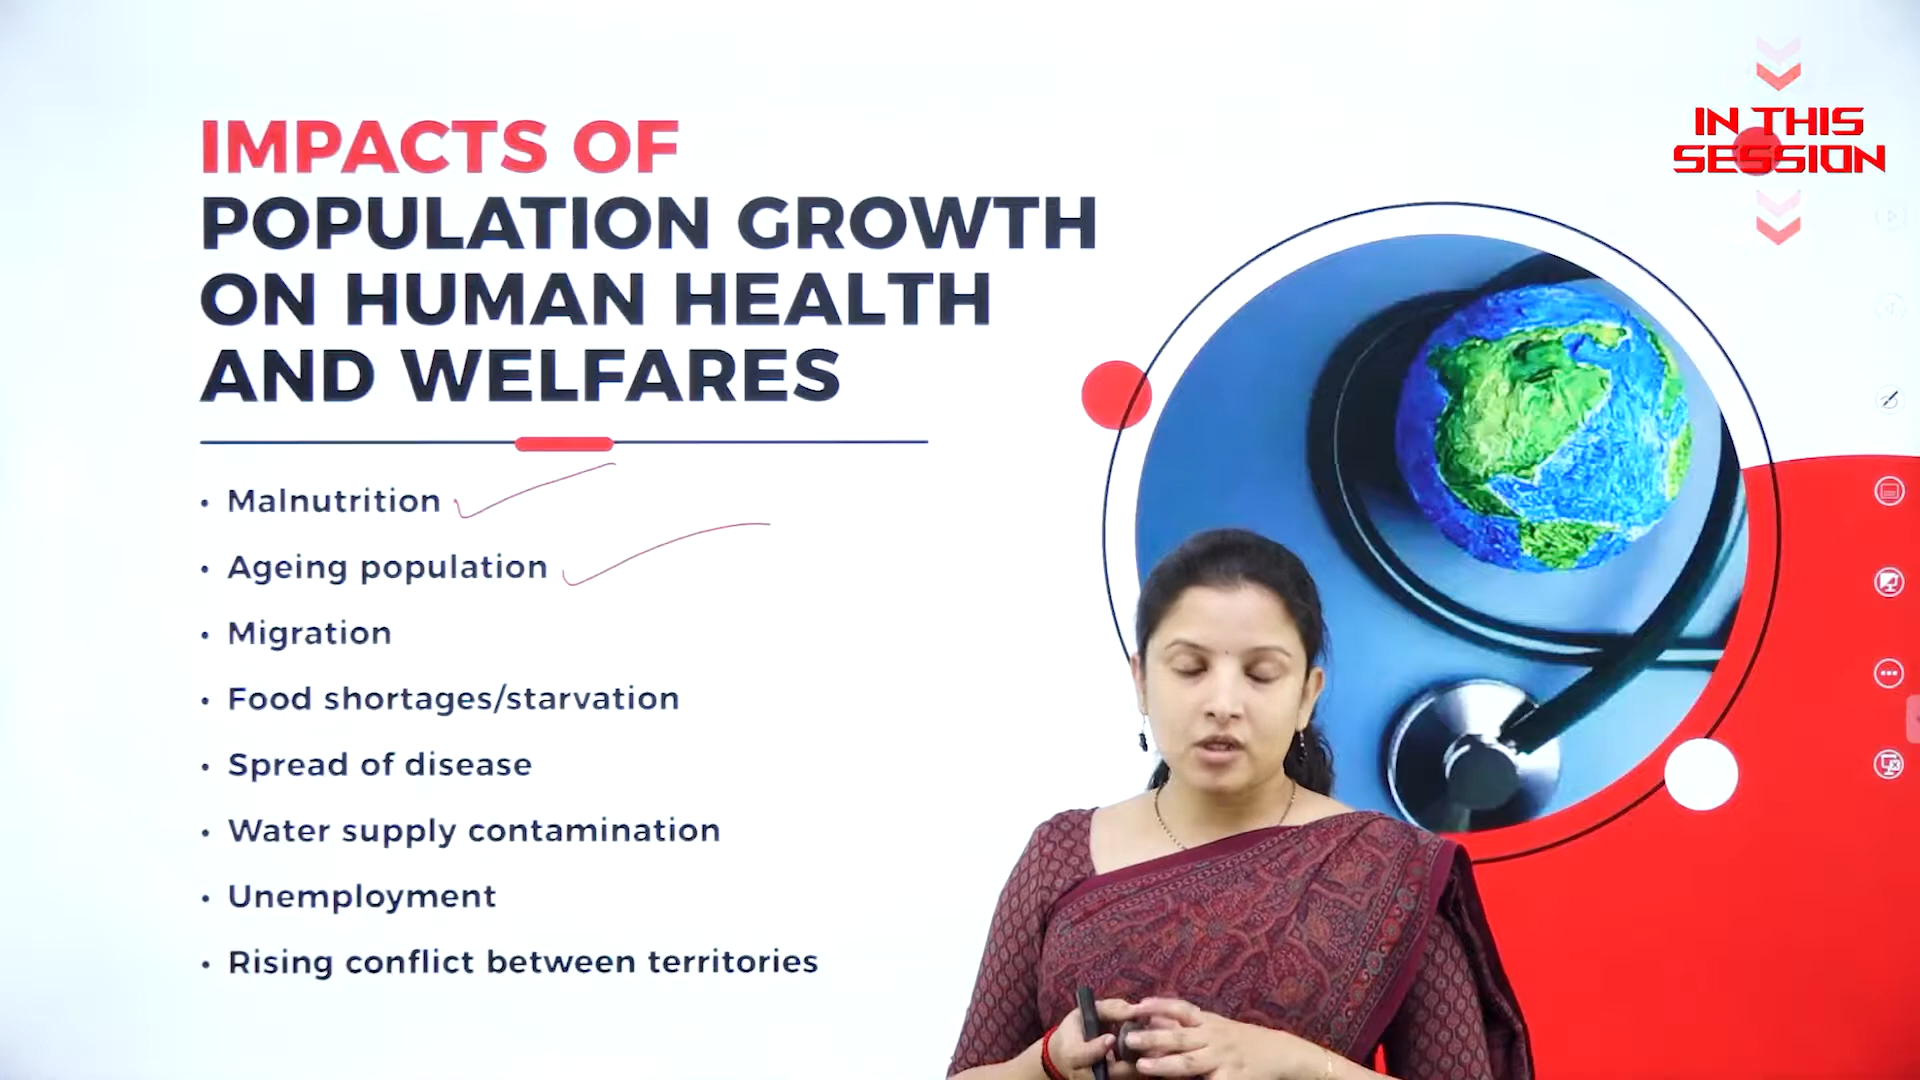 IMPACTS OF
POPULATION GROWTH
ON HUMAN HEALTH
AND WELFARES
• Malnutrition
• Ageing population
• Migration
• Food shortages/starvation
• Spread of disease
• Water supply contamination
• Unemployment
• Rising conflict between territories
IN THIS
SESSION